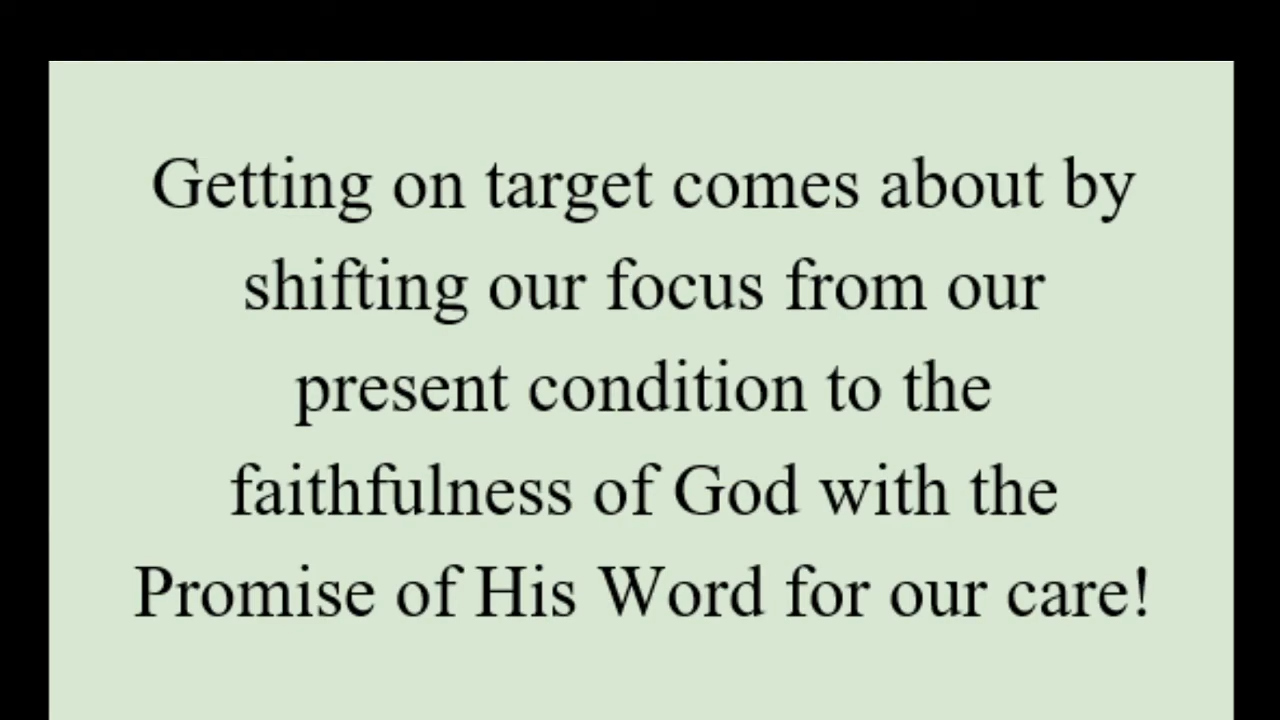 Getting on target comes about by
shifting our focus from our
present condition to the
faithfulness of God with the
Promise of His Word for our care!